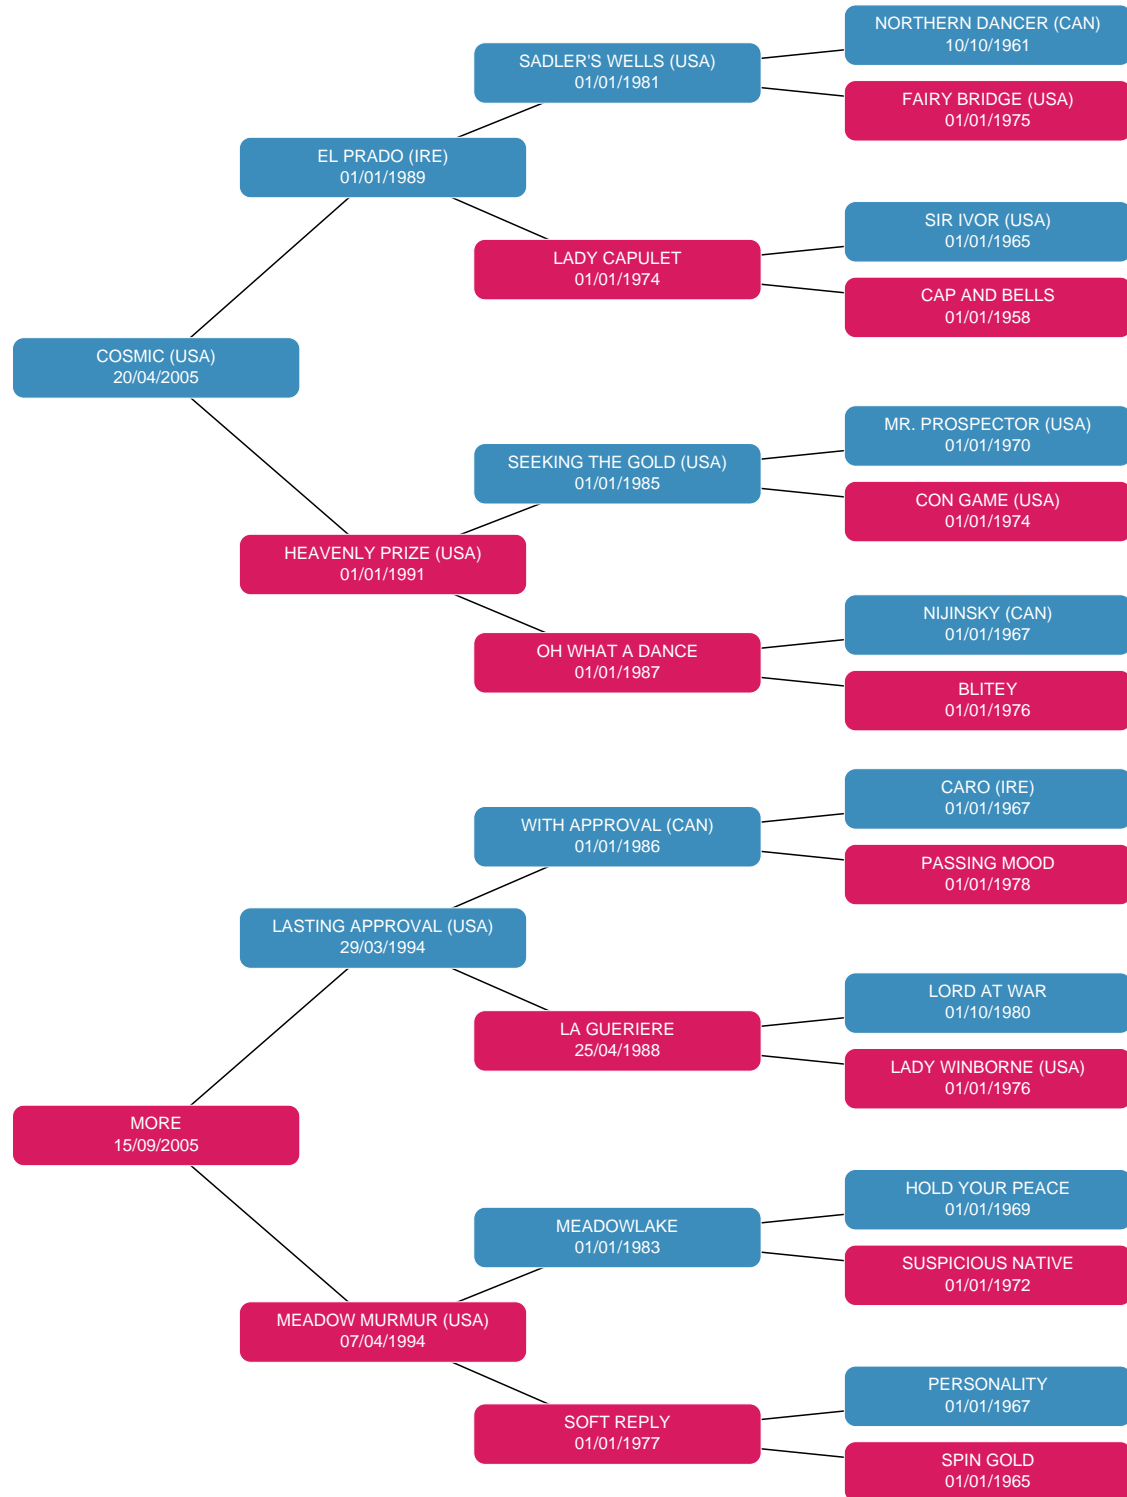 NORTHERN DANCER (CAN)
10/10/1961
SADLER'S WELLS (USA)
01/01/1981
FAIRY BRIDGE (USA)
01/01/1975
EL PRADO (IRE)
01/01/1989
SIR IVOR (USA)
01/01/1965
LADY CAPULET
01/01/1974
CAP AND BELLS
01/01/1958
COSMIC (USA)
20/04/2005
MR. PROSPECTOR (USA)
01/01/1970
SEEKING THE GOLD (USA)
01/01/1985
CON GAME (USA)
01/01/1974
HEAVENLY PRIZE (USA)
01/01/1991
NIJINSKY (CAN)
01/01/1967
OH WHAT A DANCE
01/01/1987
BLITEY
01/01/1976
CARO (IRE)
01/01/1967
WITH APPROVAL (CAN)
01/01/1986
PASSING MOOD
01/01/1978
LASTING APPROVAL (USA)
29/03/1994
LORD AT WAR
01/10/1980
LA GUERIERE
25/04/1988
LADY WINBORNE (USA)
01/01/1976
MORE
15/09/2005
HOLD YOUR PEACE
01/01/1969
MEADOWLAKE
01/01/1983
SUSPICIOUS NATIVE
01/01/1972
MEADOW MURMUR (USA)
07/04/1994
PERSONALITY
01/01/1967
SOFT REPLY
01/01/1977
SPIN GOLD
01/01/1965